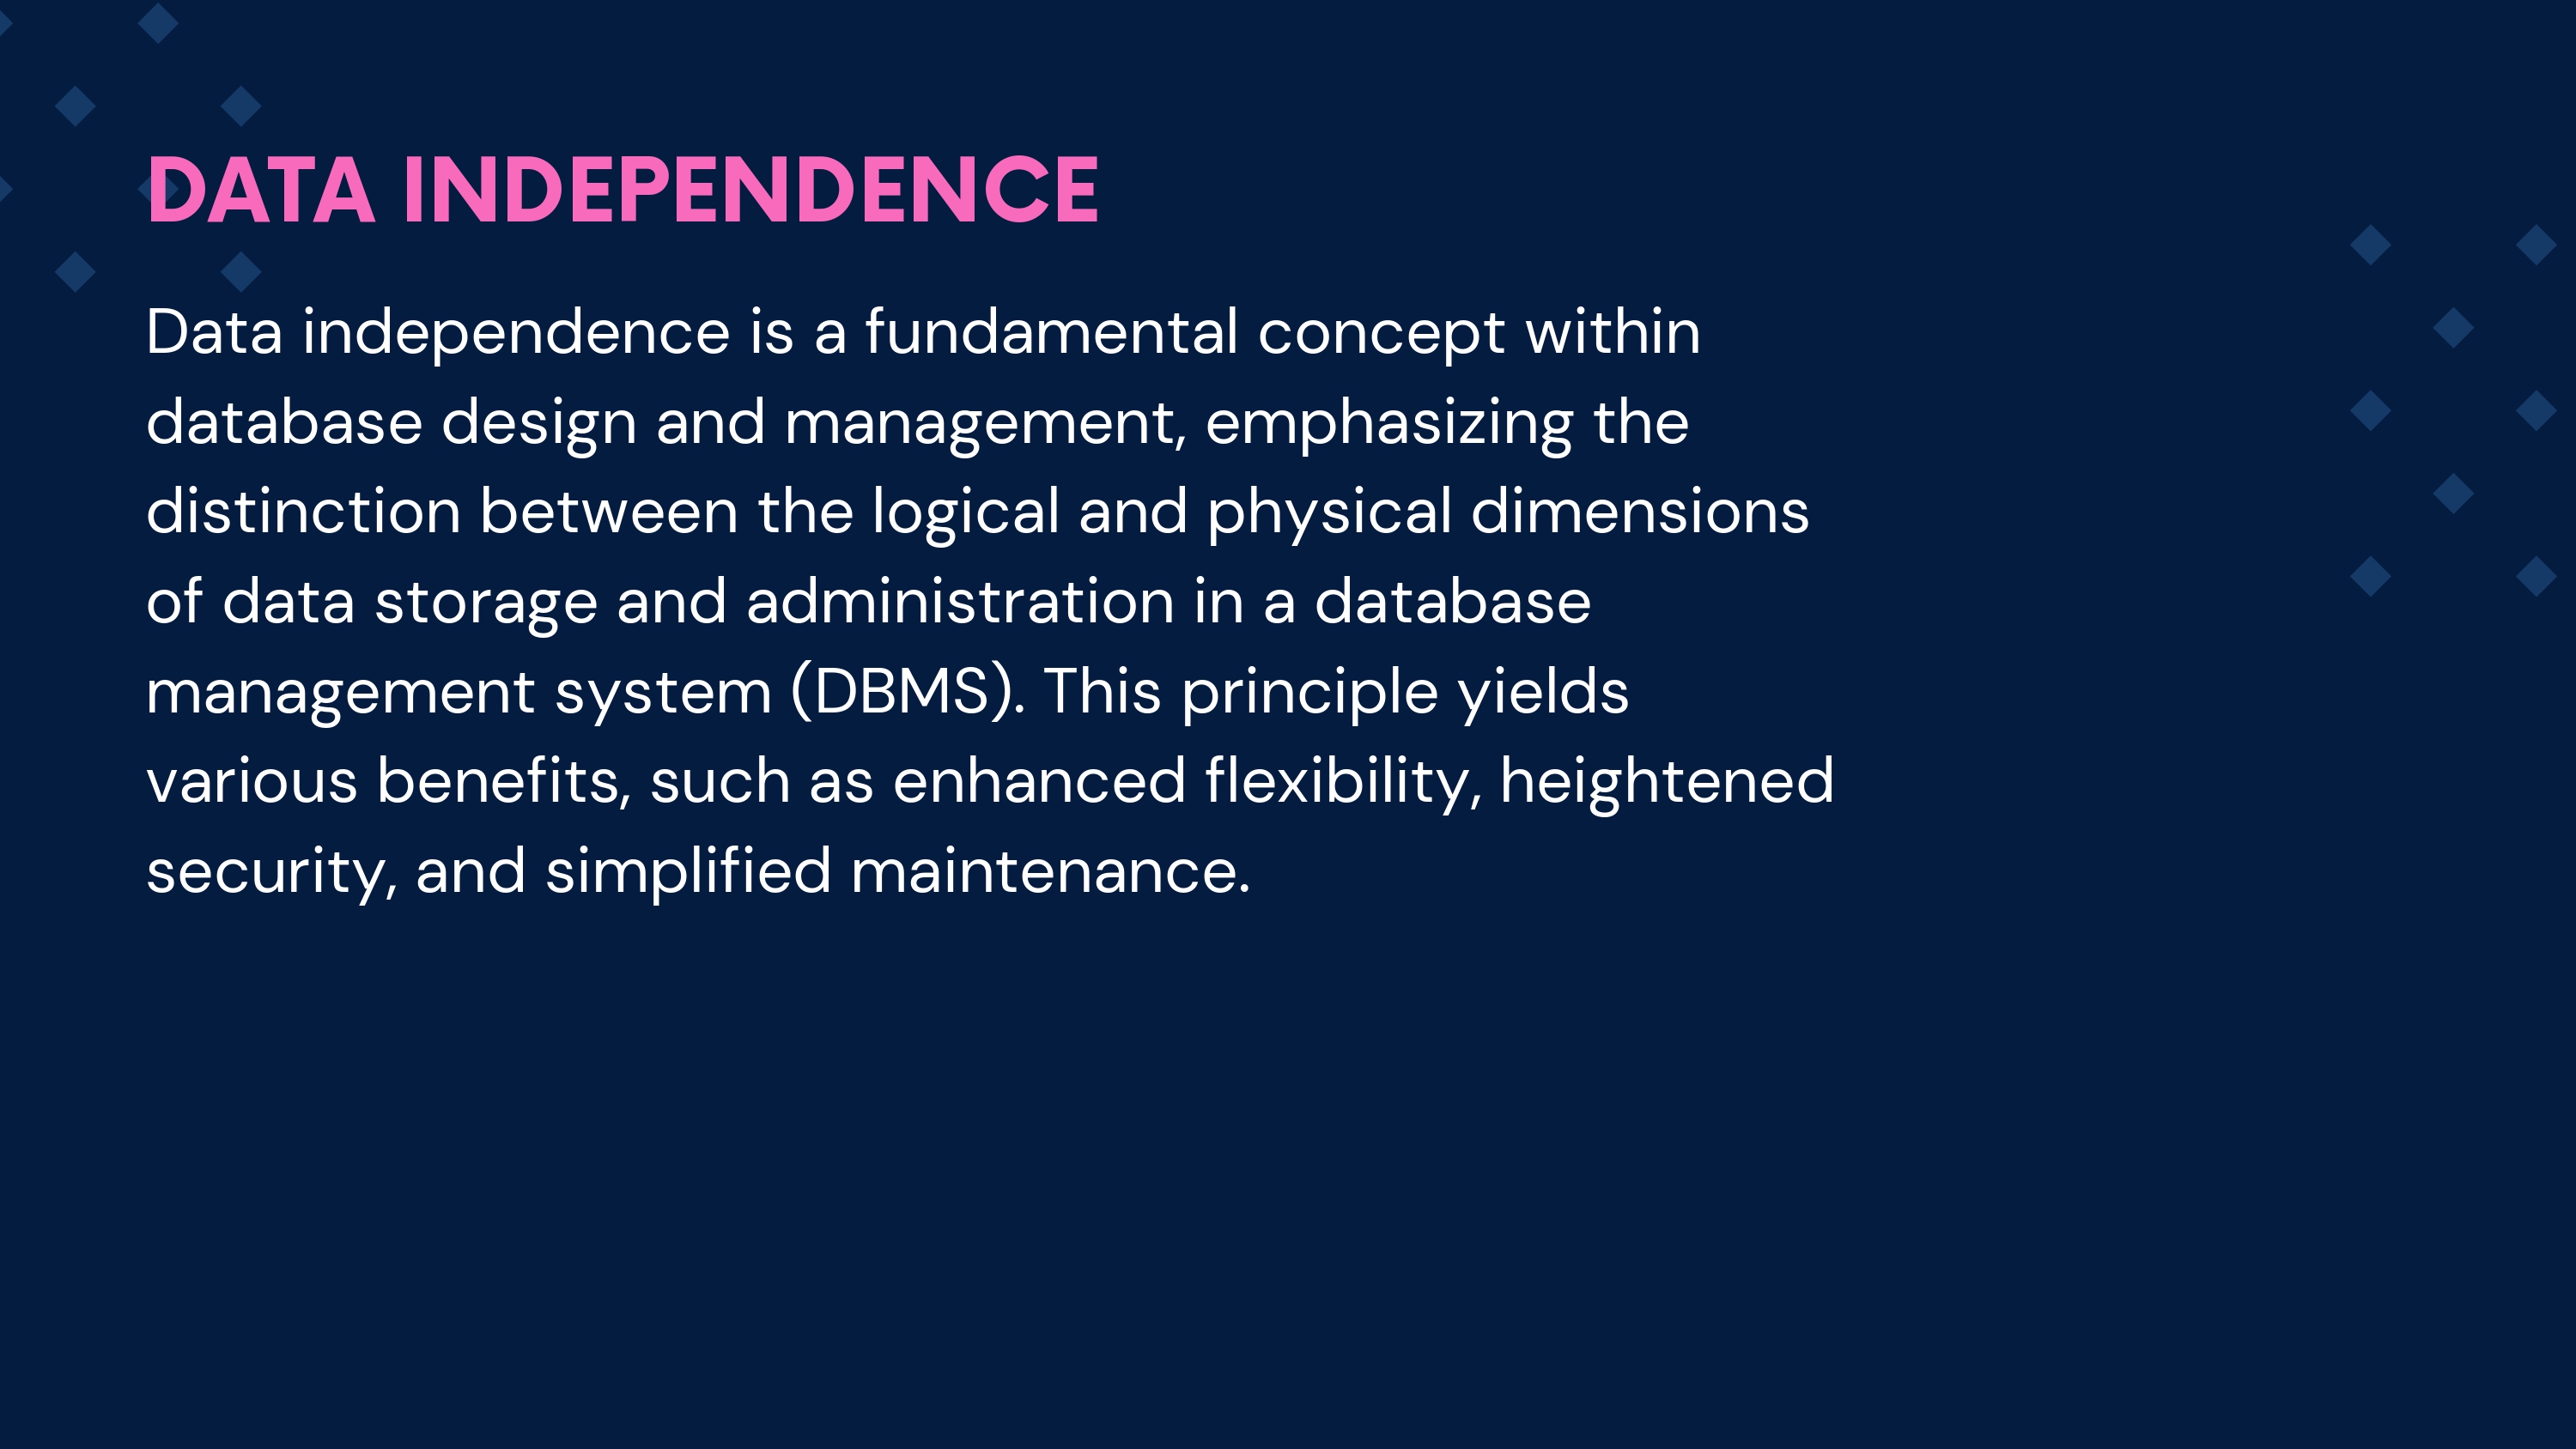 DATA INDEPENDENCE
Data independence is a fundamental concept within
database design and management, emphasizing the
distinction between the logical and physical dimensions
of data storage and administration in a database
management system (DBMS). This principle yields
various benefits, such as enhanced flexibility, heightened
security, and simplified maintenance.